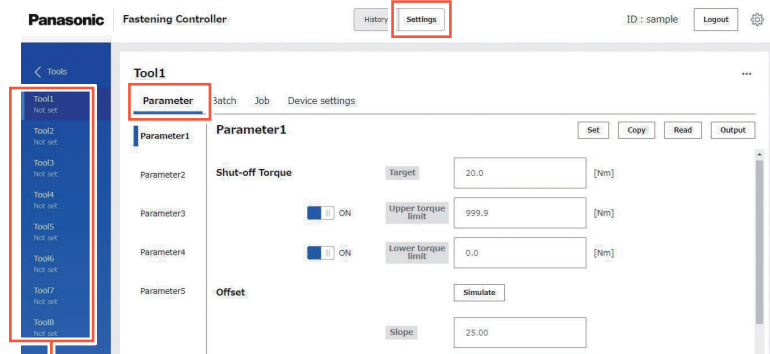 Panasonic Fastening Controller History Settings ID : sample Logout
Tools
Tool1
Not set
Tool2
Not set
Tool3
Not set
Tool4
Not set
Tool5
Not set
Tool6
Not set
Tool7
Not set
Tool8
Not set
Tool1 ...
Parameter Batch Job Device settings
Parameter1
Parameter2
Parameter3
Parameter4
Parameter5
Parameter1 Set Copy Read Output
Shut-off Torque Target 20.0 [Nm]
ON Upper torque
limit 999.9 [Nm]
ON Lower torque
limit 0.0 [Nm]
Offset Simulate
Slope 25.00